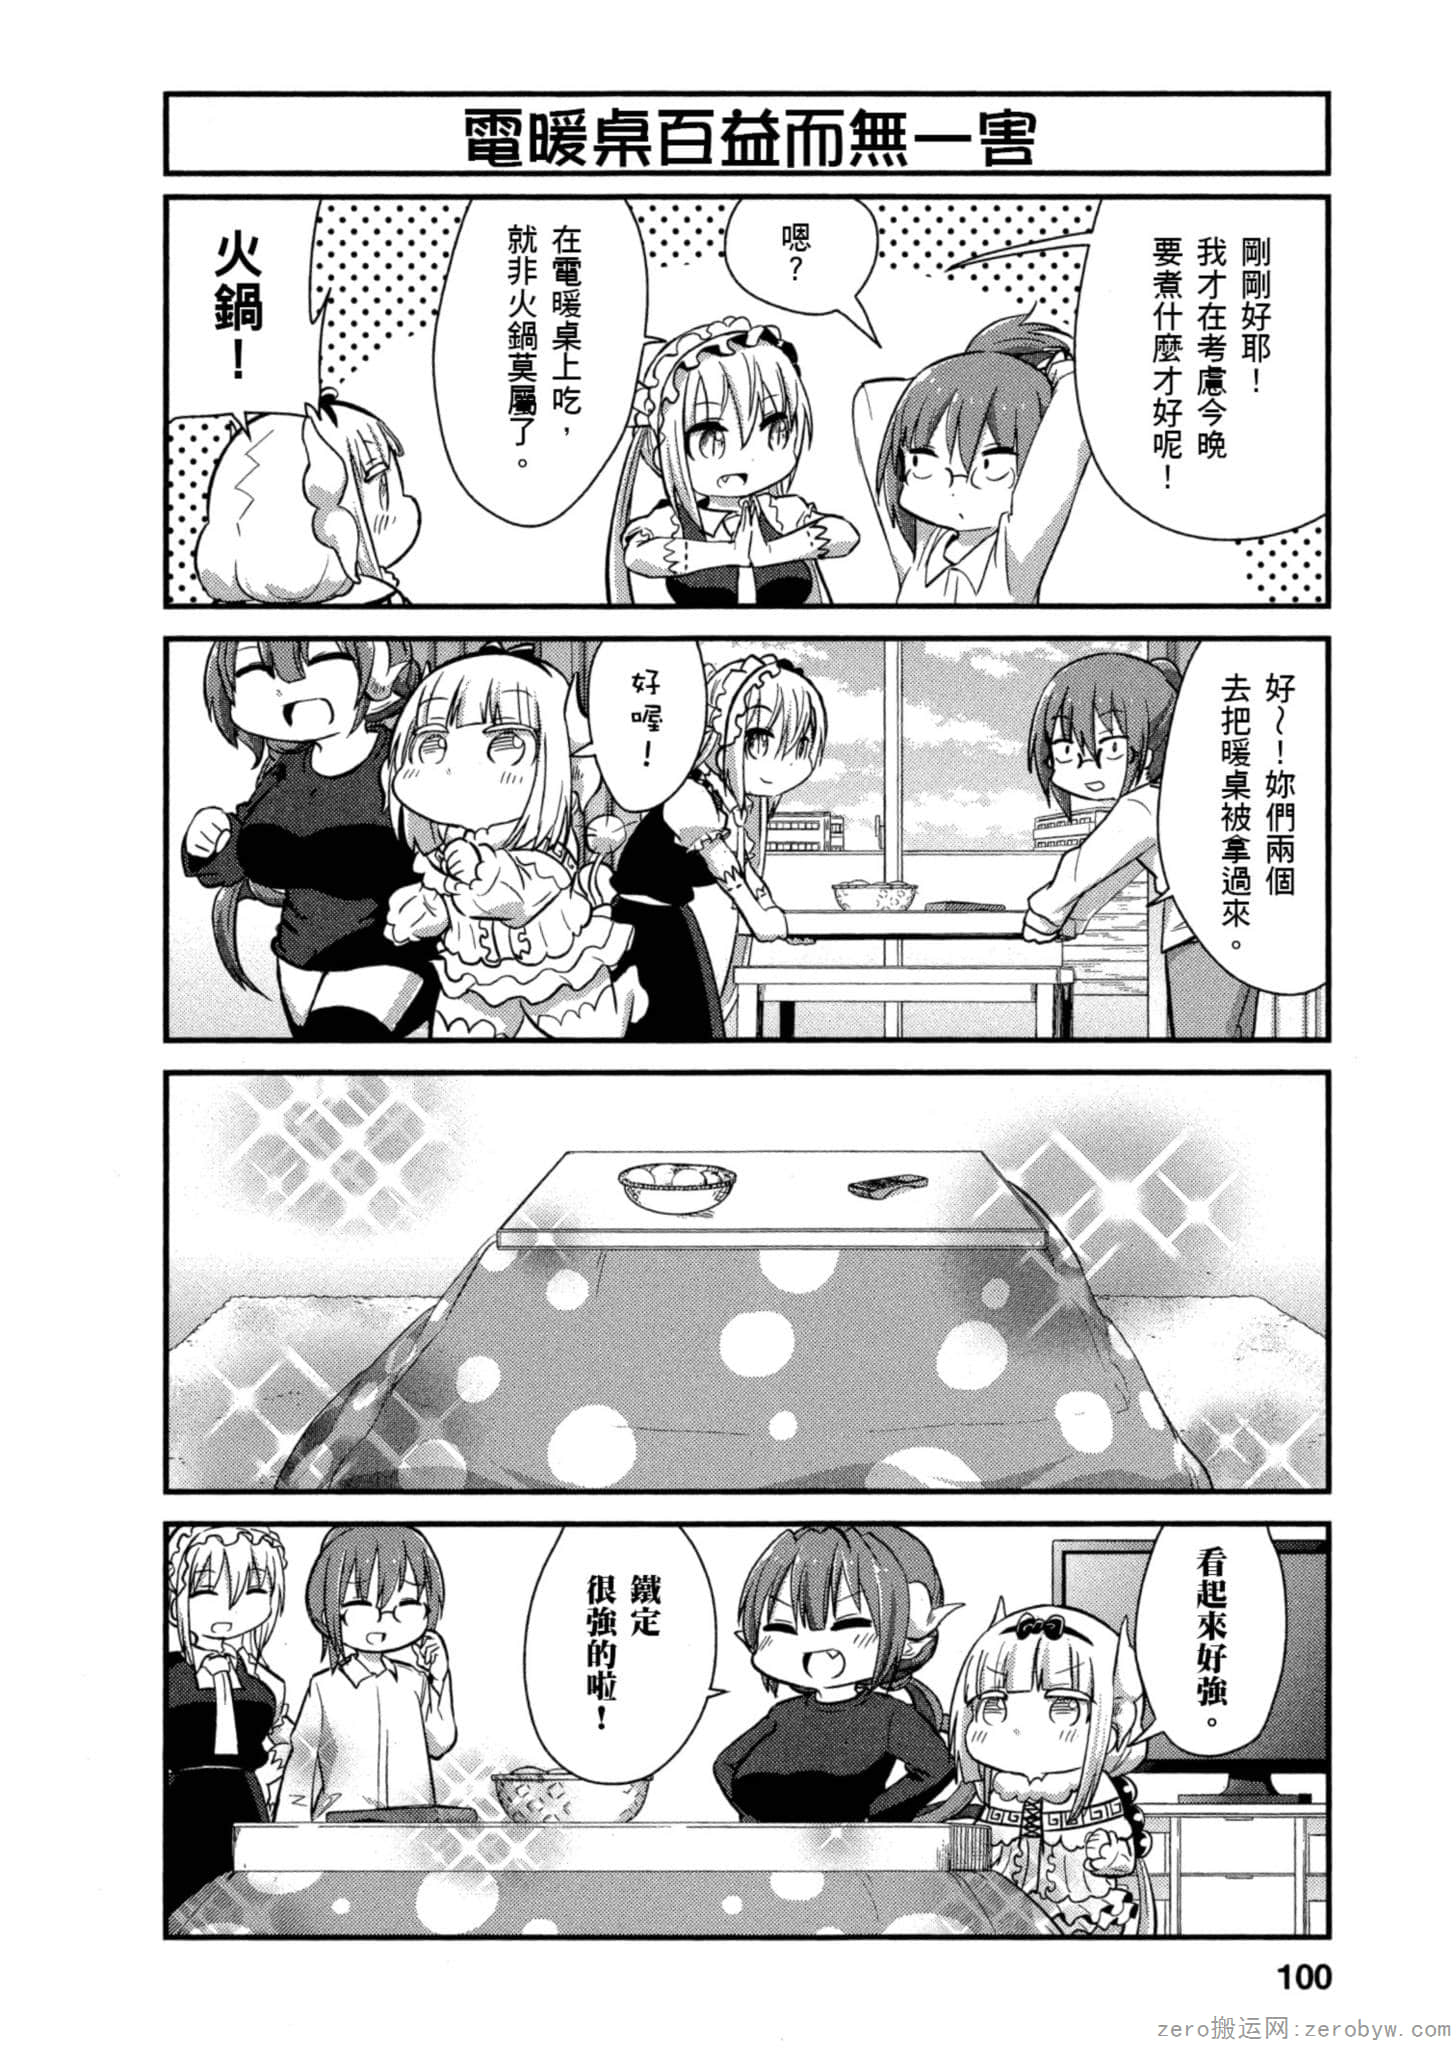 電暖桌百益而無一害
剛剛好耶！
我才在考慮今晚
要煮什麼才好呢！
嗯？
在電暖桌上吃，
就非火鍋莫屬了。
火鍋！
好～！妳們兩個
去把暖桌被拿過來。
好喔！
看起來好強。
鐵定
很強的啦！
100
zero搬运网:zerobyw.com